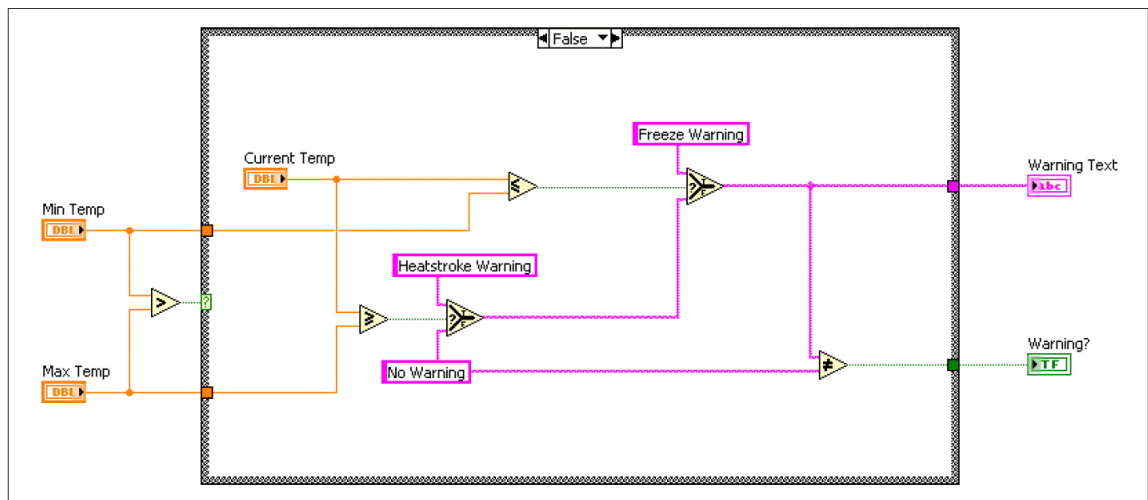 False
Freeze Warning
Current Temp
DBL
Warning Text
abc
Min Temp
DBL
Heatstroke Warning
?
T
F
≤
>
?
≥
?
T
F
Max Temp
DBL
No Warning
≠
Warning?
TF